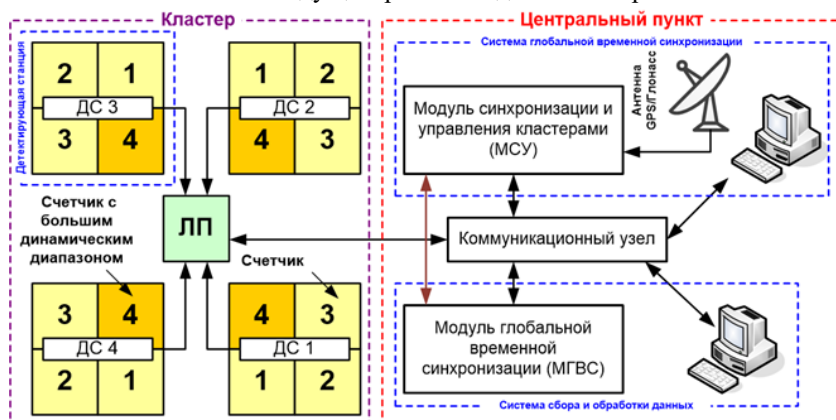 Кластер
Центральный пункт
Детектирующая станция
2 1
ДС 3
3 4
1 2
ДС 2
4 3
Счетчик с
большим
динамическим
диапазоном
ЛП
Счетчик
3 4
ДС 4
2 1
4 3
ДС 1
1 2
Система глобальной временной синхронизации
Модуль синхронизации и
управления кластерами
(МСУ)
Антенна
GPS/Глонасс
Коммуникационный узел
Модуль глобальной
временной
синхронизации (МГВС)
Система сбора и обработки данных